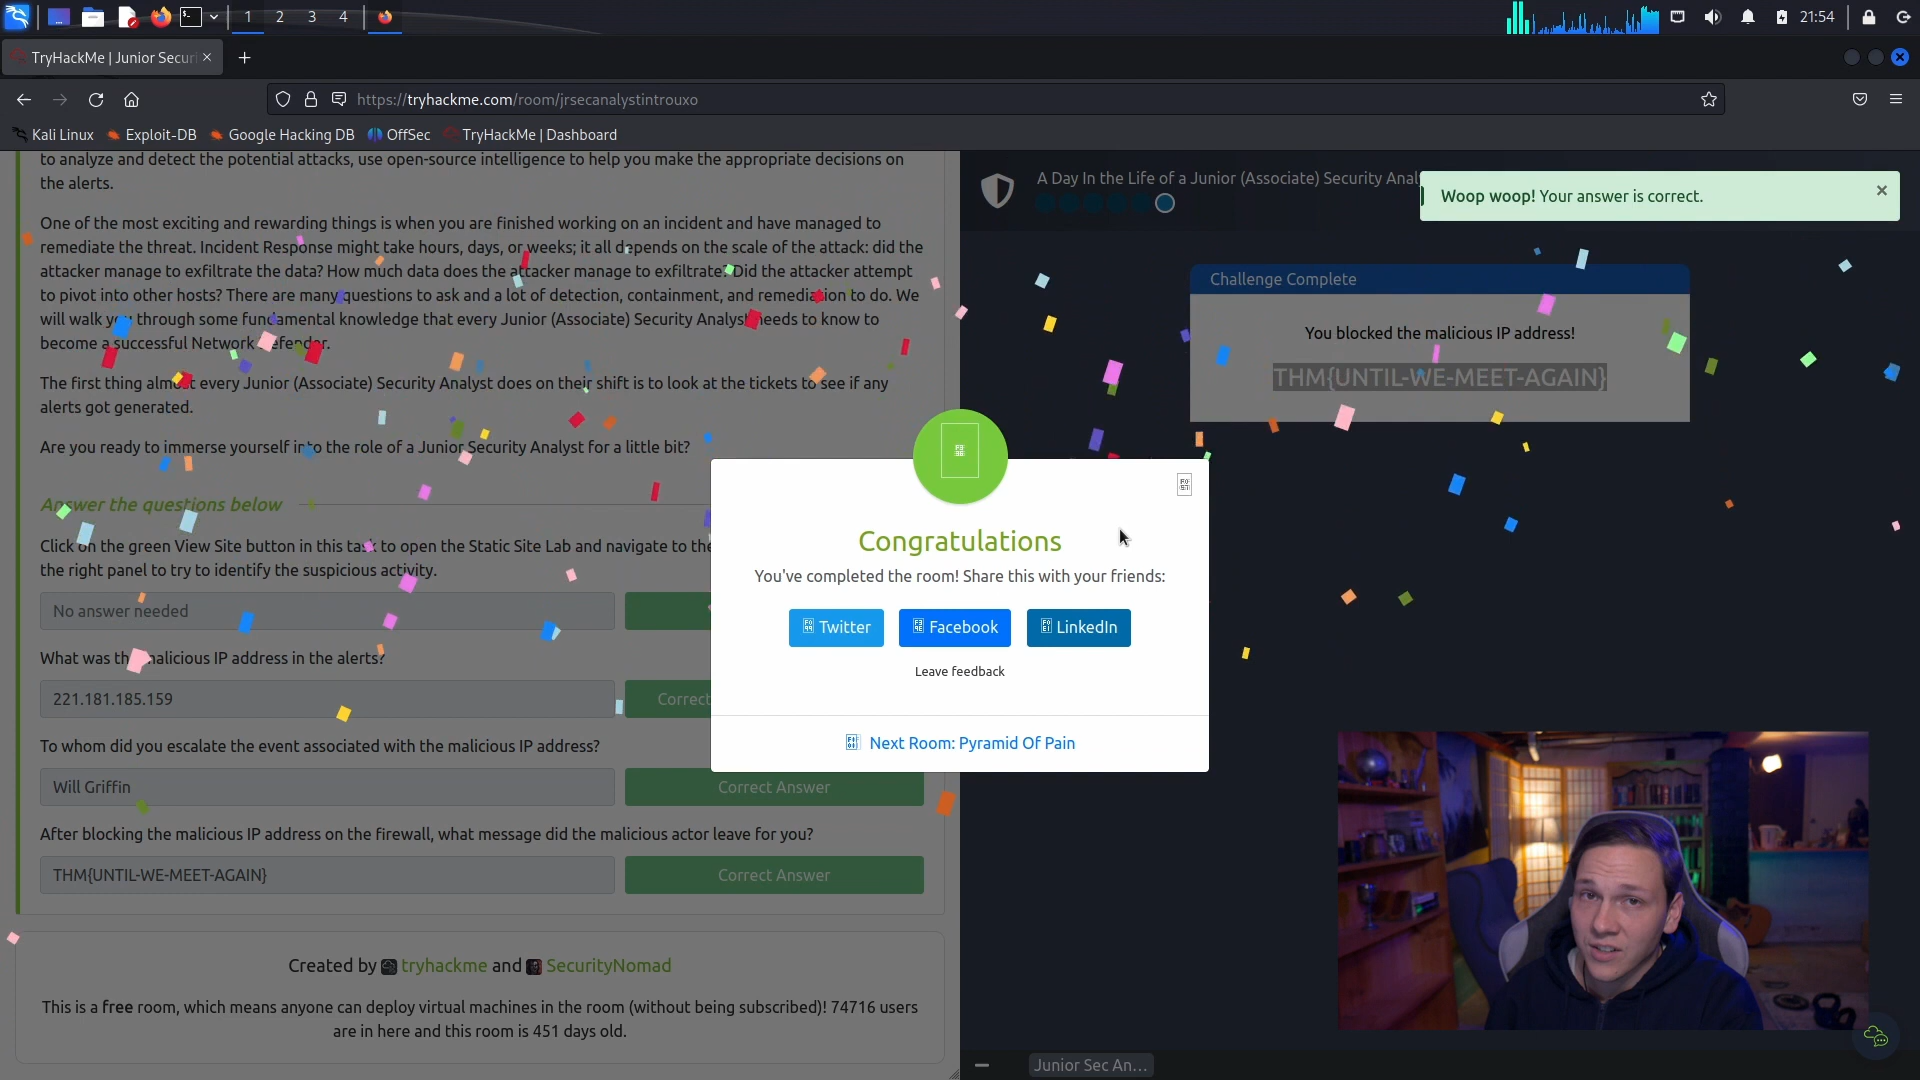 1 2 3 4
21:54
TryHackMe | Junior Securi
https://tryhackme.com/room/jrsecanalystintrouxo
Kali Linux Exploit-DB Google Hacking DB OffSec TryHackMe | Dashboard
to analyze and detect the potential attacks, use open-source intelligence to help you make the appropriate decisions on
the alerts.
One of the most exciting and rewarding things is when you are finished working on an incident and have managed to
remediate the threat. Incident Response might take hours, days, or weeks; it all depends on the scale of the attack: did the
attacker manage to exfiltrate the data? How much data does the attacker manage to exfiltrate? Did the attacker attempt
to pivot into other hosts? There are many questions to ask and a lot of detection, containment, and remediation to do. We
will walk you through some fundamental knowledge that every Junior (Associate) Security Analyst needs to know to
become a successful Network Defender.
The first thing almost every Junior (Associate) Security Analyst does on their shift is to look at the tickets to see if any
alerts got generated.
Are you ready to immerse yourself into the role of a Junior Security Analyst for a little bit?
Answer the questions below
Click on the green View Site button in this task to open the Static Site Lab and navigate to the
the right panel to try to identify the suspicious activity.
No answer needed
What was the malicious IP address in the alerts?
221.181.185.159
Correct
To whom did you escalate the event associated with the malicious IP address?
Will Griffin
Correct Answer
After blocking the malicious IP address on the firewall, what message did the malicious actor leave for you?
THM{UNTIL-WE-MEET-AGAIN}
Correct Answer
Created by tryhackme and SecurityNomad
This is a free room, which means anyone can deploy virtual machines in the room (without being subscribed)! 74716 users
are in here and this room is 451 days old.
A Day In the Life of a Junior (Associate) Security Analy
Woop woop! Your answer is correct.
Challenge Complete
You blocked the malicious IP address!
THM{UNTIL-WE-MEET-AGAIN}
Congratulations
You've completed the room! Share this with your friends:
Twitter
Facebook
LinkedIn
Leave feedback
Next Room: Pyramid Of Pain
Junior Sec An...